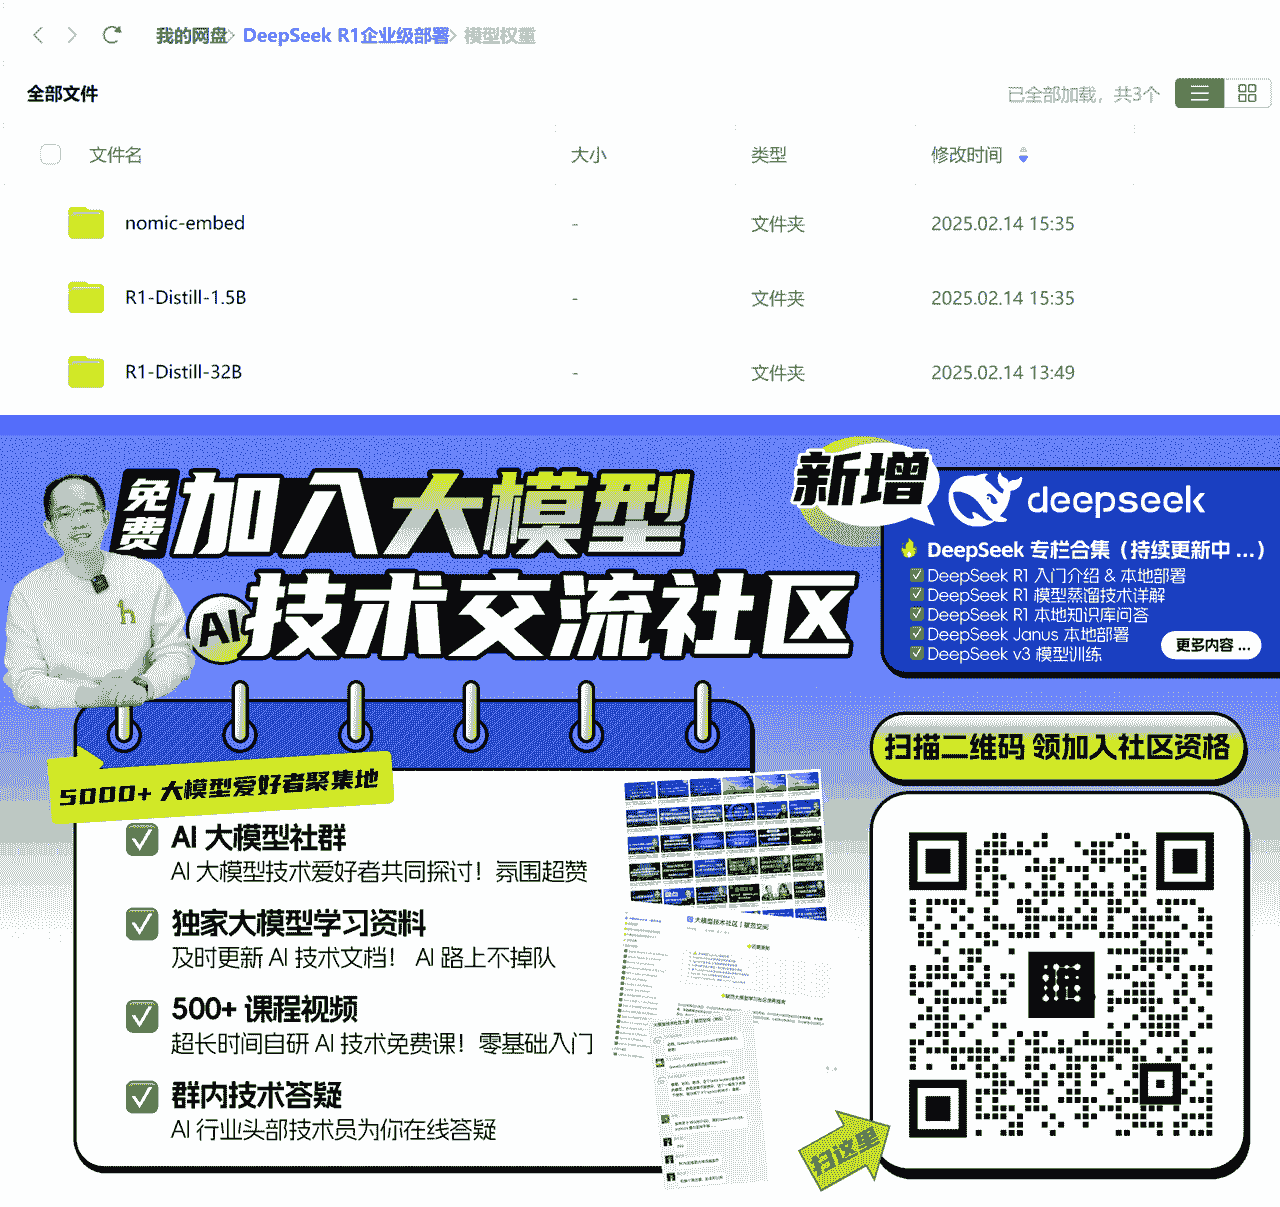 我的网盘 DeepSeek R1企业级部署 模型权重
全部文件
已全部加载，共3个
文件名 大小 类型 修改时间
nomic-embed - 文件夹 2025.02.14 15:35
R1-Distill-1.5B - 文件夹 2025.02.14 15:35
R1-Distill-32B - 文件夹 2025.02.14 13:49
免费 加入大模型
AI 技术交流社区
新增
deepseek
DeepSeek 专栏合集（持续更新中 ...）
DeepSeek R1 入门介绍 & 本地部署
DeepSeek R1 模型蒸馏技术详解
DeepSeek R1 本地知识库问答
DeepSeek Janus 本地部署
DeepSeek v3 模型训练
更多内容 ...
5000+ 大模型爱好者聚集地
AI 大模型社群
AI 大模型技术爱好者共同探讨！氛围超赞
独家大模型学习资料
及时更新 AI 技术文档！ AI 路上不掉队
500+ 课程视频
超长时间自研 AI 技术免费课！零基础入门
群内技术答疑
AI 行业头部技术员为你在线答疑
扫描二维码 领加入社区资格
扫这里